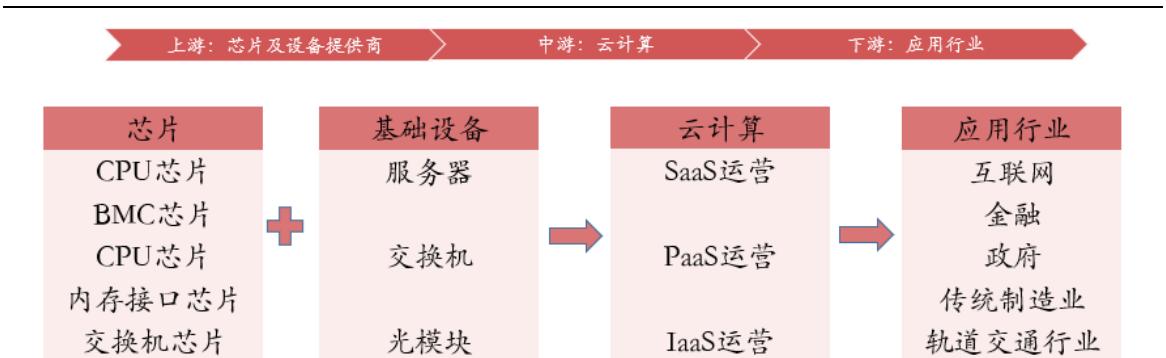 上游：芯片及设备提供商
中游：云计算
下游：应用行业
芯片
CPU芯片
BMC芯片
CPU芯片
内存接口芯片
交换机芯片
基础设备
服务器
交换机
光模块
云计算
SaaS运营
PaaS运营
IaaS运营
应用行业
互联网
金融
政府
传统制造业
轨道交通行业